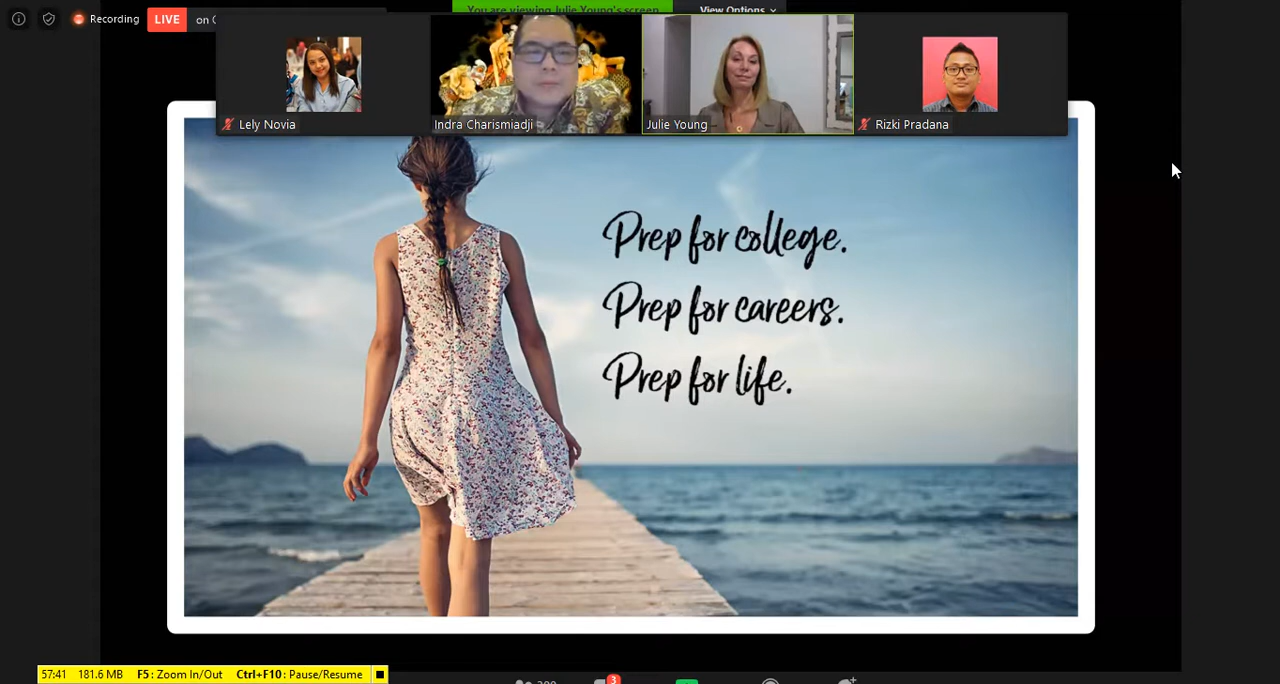 Recording
LIVE
on
You are viewing Julie Young's screen
View Options
Lely Novia
Indra Charismiadji
Julie Young
Rizki Pradana
Prep for college.
Prep for careers.
Prep for life.
57:41 181.6 MB F5: Zoom In/Out Ctrl+F10: Pause/Resume
3